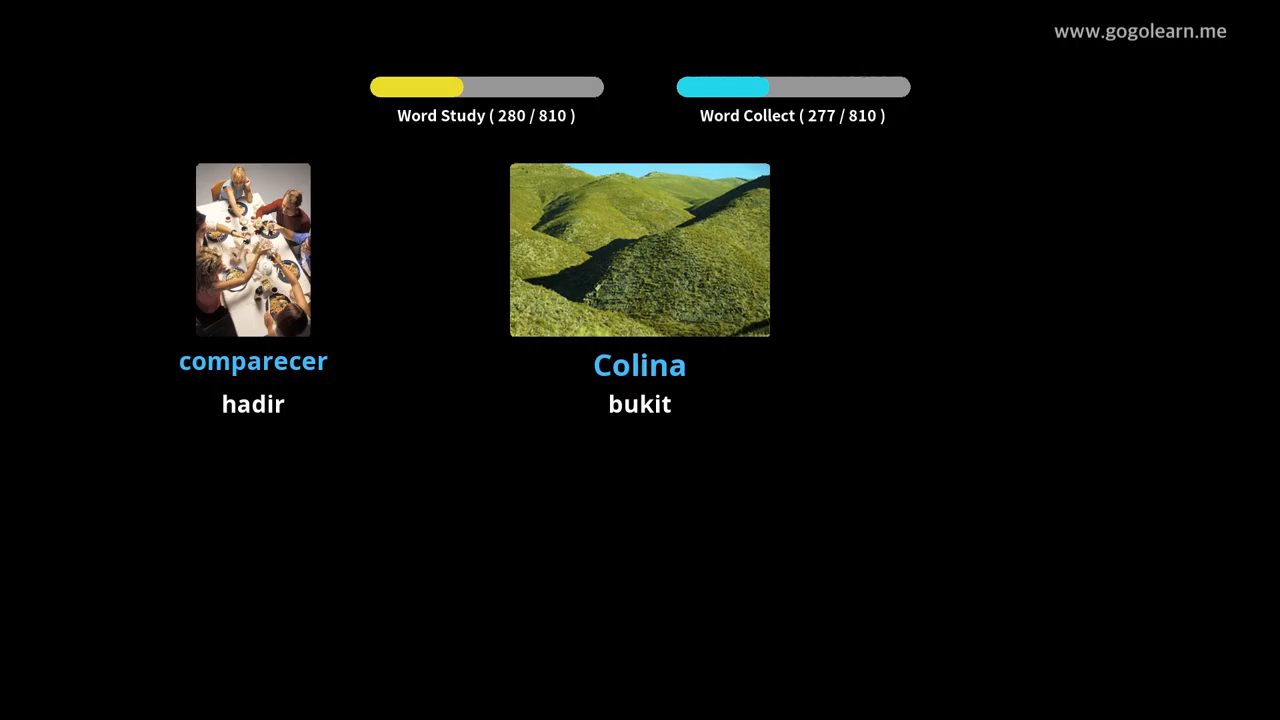 www.gogolearn.me
Word Study ( 280 / 810 )
Word Collect ( 277 / 810 )
comparecer
hadir
Colina
bukit